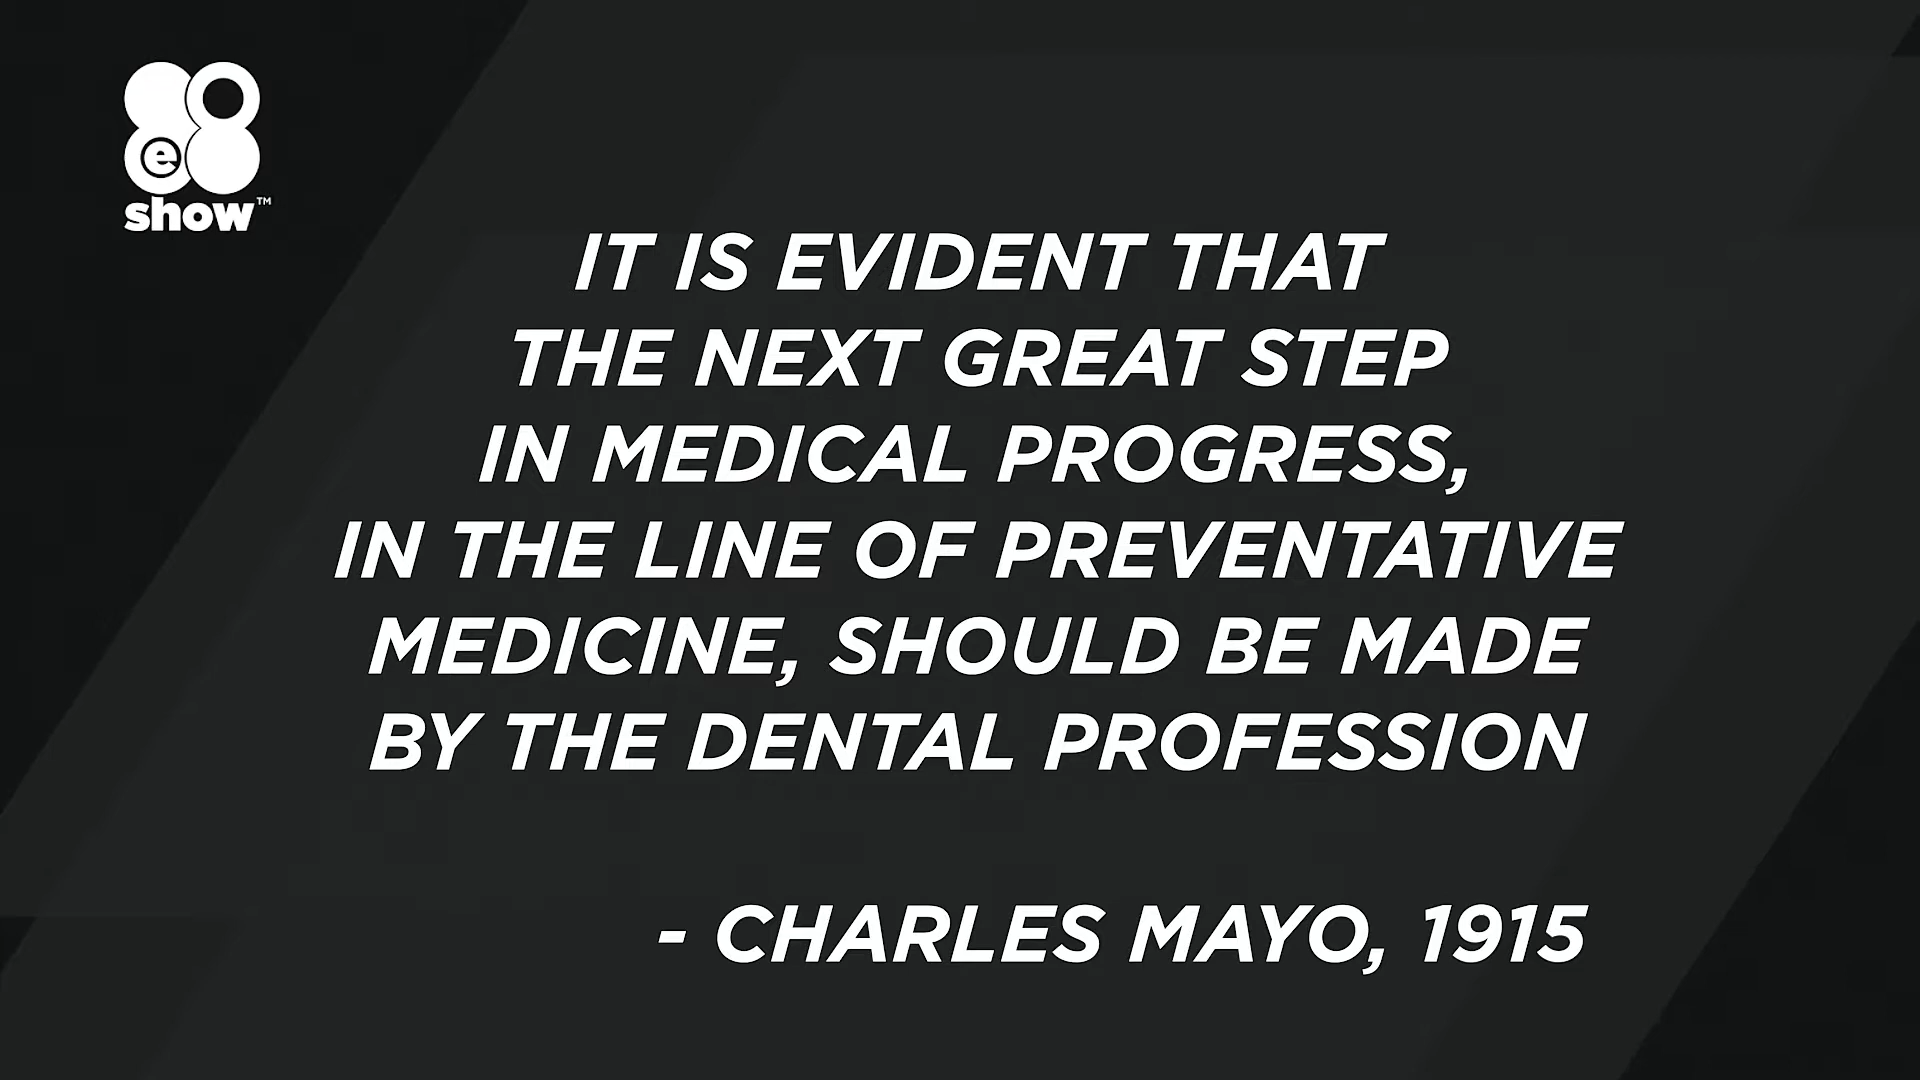 e
show™
IT IS EVIDENT THAT
THE NEXT GREAT STEP
IN MEDICAL PROGRESS,
IN THE LINE OF PREVENTATIVE
MEDICINE, SHOULD BE MADE
BY THE DENTAL PROFESSION
- CHARLES MAYO, 1915